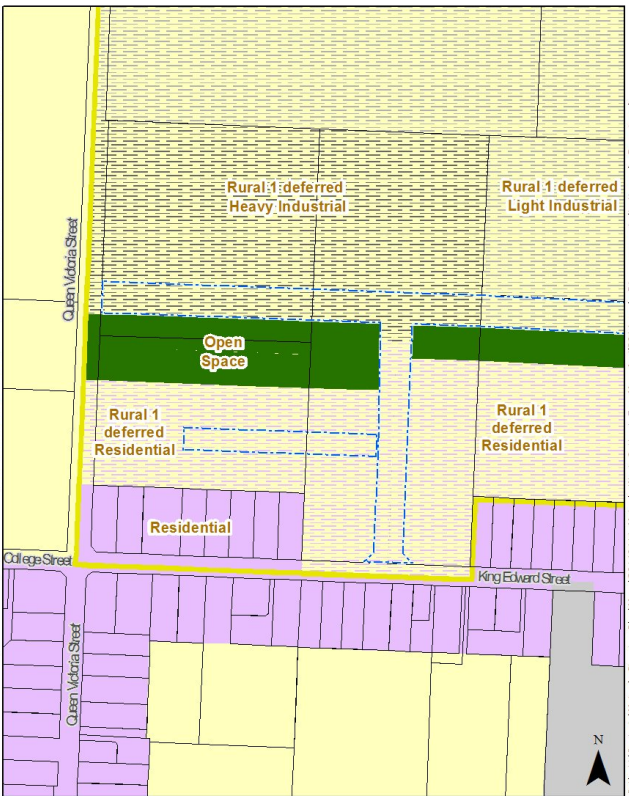 Rural 1 deferred
Heavy Industrial
Rural 1 deferred
Light Industrial
Queen Victoria Street
Open
Space
Rural 1
deferred
Residential
Rural 1
deferred
Residential
Residential
College Street
King Edward Street
Queen Victoria Street
N